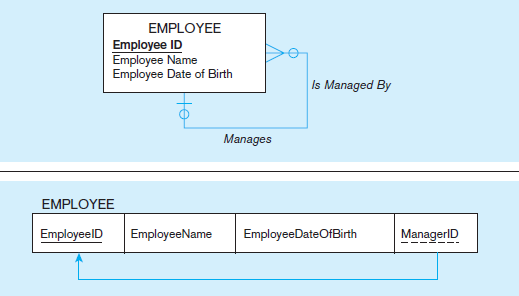 EMPLOYEE
Employee ID
Employee Name
Employee Date of Birth
Is Managed By
Manages
EMPLOYEE
EmployeeID EmployeeName EmployeeDateOfBirth ManagerID